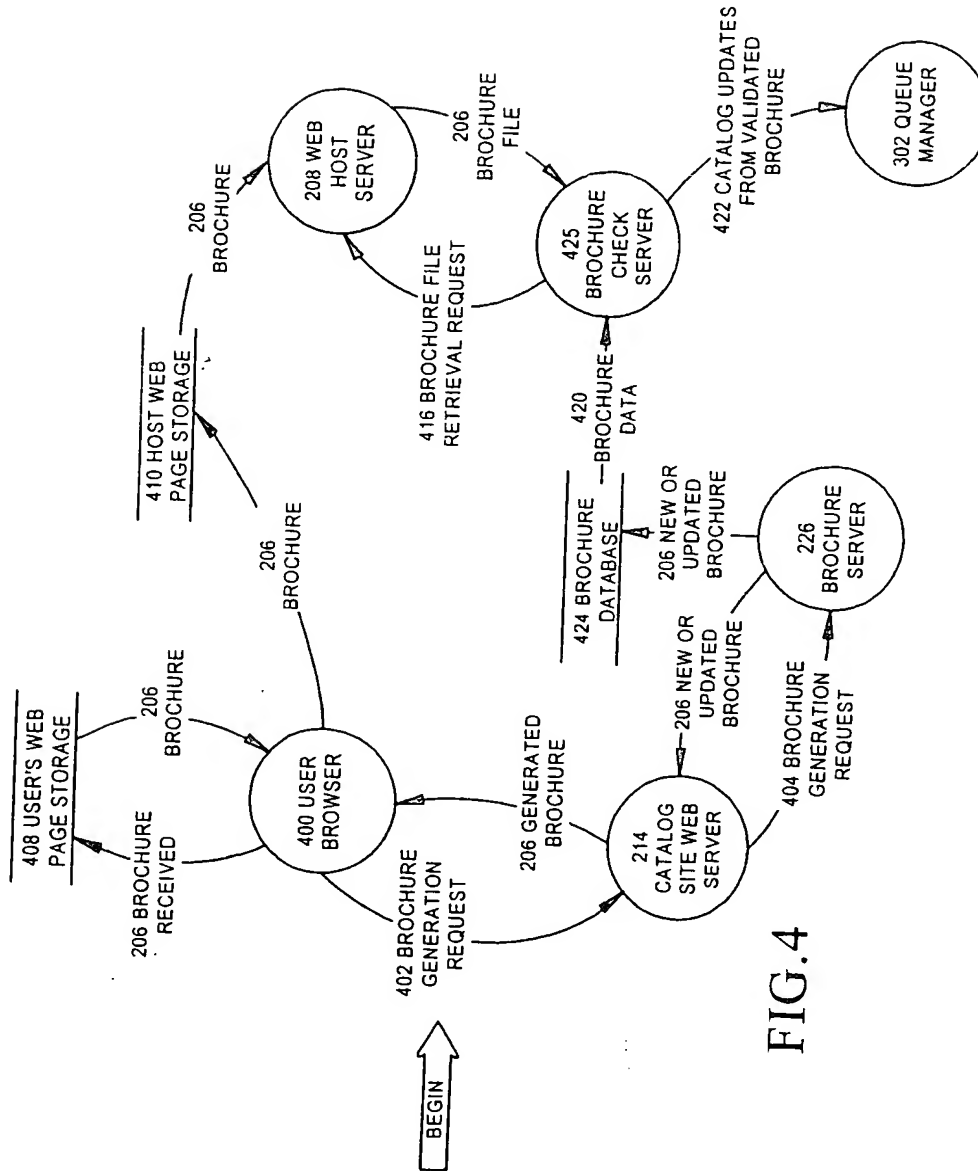 BEGIN
402 BROCHURE
GENERATION
REQUEST
400 USER
BROWSER
206 BROCHURE
RECEIVED
408 USER'S WEB
PAGE STORAGE
206
BROCHURE
206
BROCHURE
410 HOST WEB
PAGE STORAGE
206
BROCHURE
208 WEB
HOST
SERVER
206
BROCHURE
FILE
416 BROCHURE FILE
RETRIEVAL REQUEST
425
BROCHURE
CHECK
SERVER
422 CATALOG UPDATES
FROM VALIDATED
BROCHURE
302 QUEUE
MANAGER
420
BROCHURE
DATA
424 BROCHURE
DATABASE
206 NEW OR
UPDATED
BROCHURE
226
BROCHURE
SERVER
206 NEW OR
UPDATED
BROCHURE
404 BROCHURE
GENERATION
REQUEST
214
CATALOG
SITE WEB
SERVER
206 GENERATED
BROCHURE
FIG.4